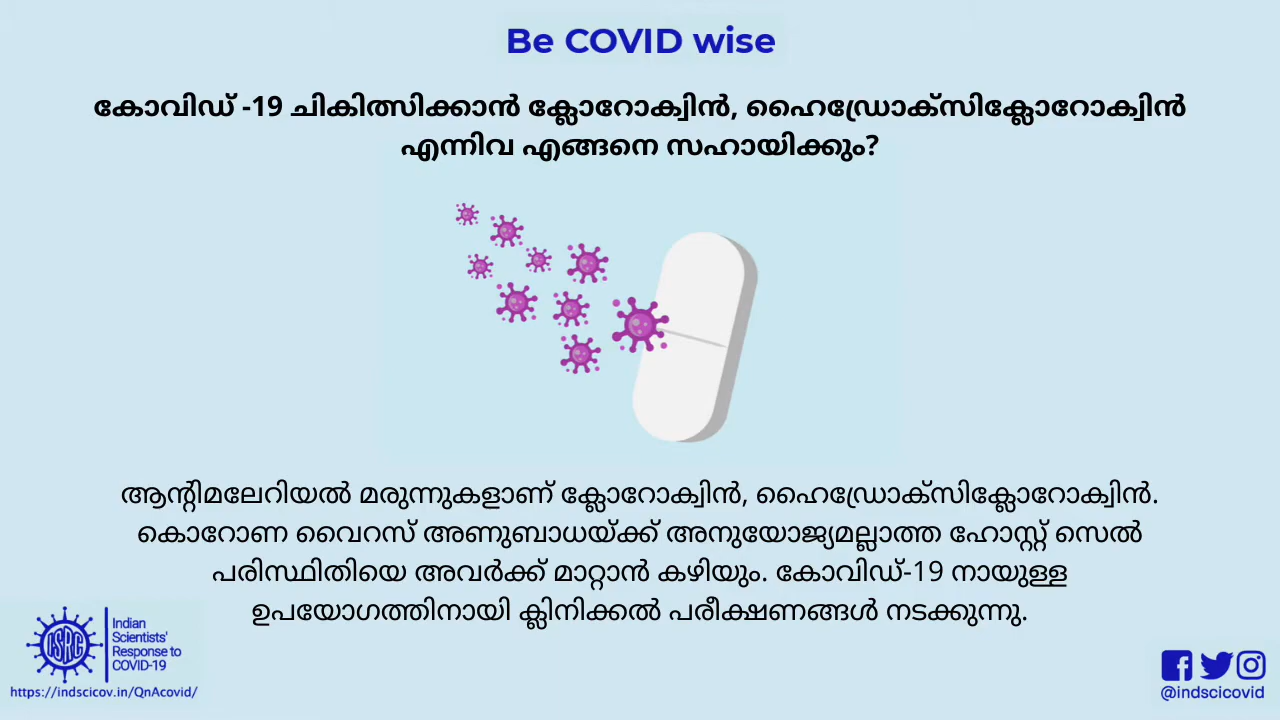 Be COVID wise
കോവിഡ് -19 ചികിത്സിക്കാൻ ക്ലോറോക്വിൻ, ഹൈഡ്രോക്സിക്ലോറോക്വിൻ
എന്നിവ എങ്ങനെ സഹായിക്കും?
ആന്റിമലേറിയൽ മരുന്നുകളാണ് ക്ലോറോക്വിൻ, ഹൈഡ്രോക്സിക്ലോറോക്വിൻ.
കൊറോണ വൈറസ് അണുബാധയ്ക്ക് അനുയോജ്യമല്ലാത്ത ഹോസ്റ്റ് സെൽ
പരിസ്ഥിതിയെ അവർക്ക് മാറ്റാൻ കഴിയും. കോവിഡ്-19 നായുള്ള
ഉപയോഗത്തിനായി ക്ലിനിക്കൽ പരീക്ഷണങ്ങൾ നടക്കുന്നു.
ISRC
Indian
Scientists'
Response to
COVID-19
https://indscicov.in/QnAcovid/
@indscicovid